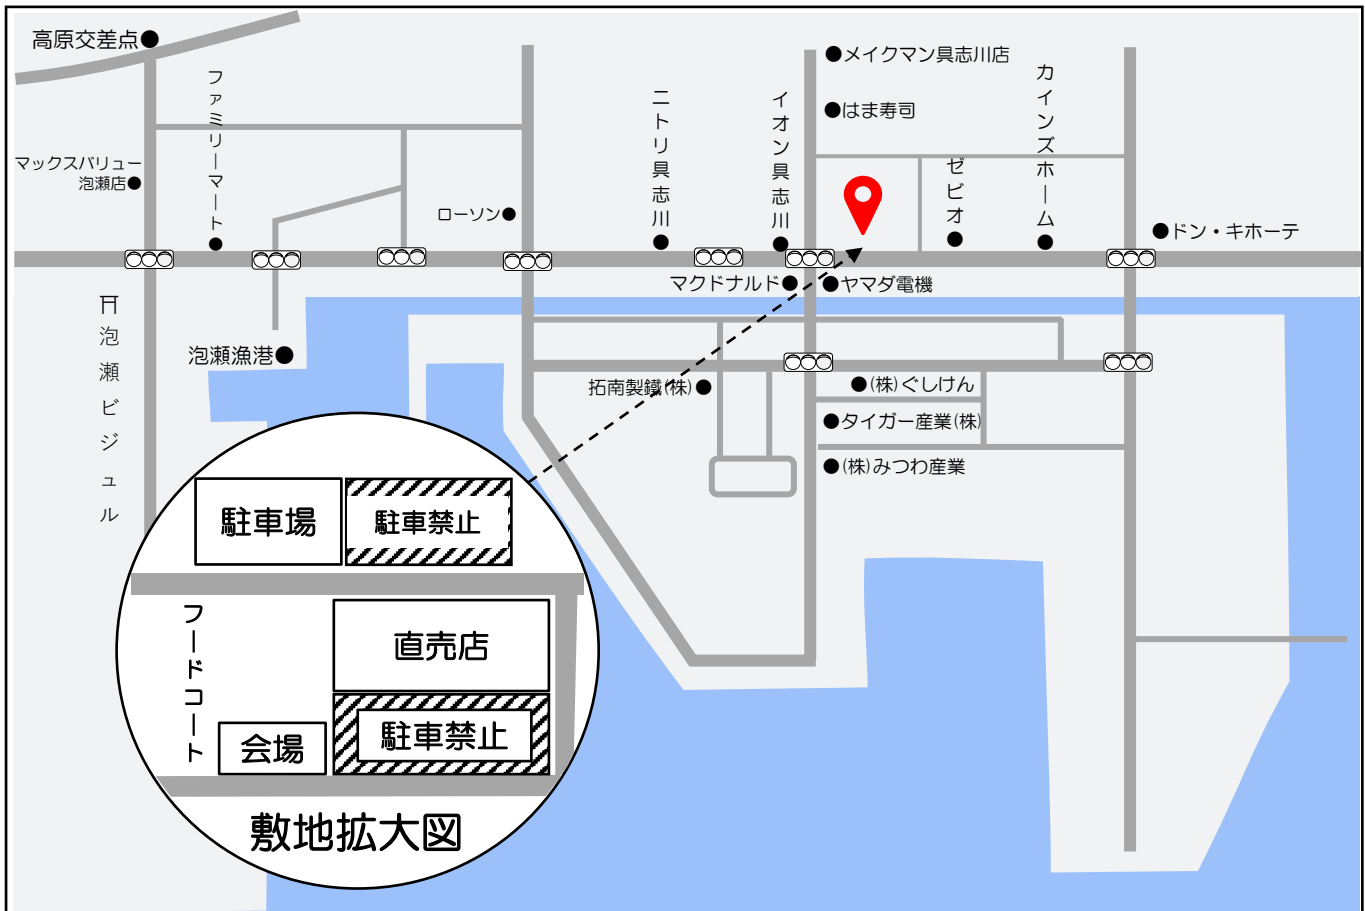 高原交差点
ファミリーマート
マックスバリュー
泡瀬店
ローソン
ニトリ具志川
イオン具志川
メイクマン具志川店
はま寿司
ゼビオ
カインズホーム
ドン・キホーテ
マクドナルド
ヤマダ電機
泡瀬ビジュル
泡瀬漁港
拓南製鐵(株)
(株)ぐしけん
タイガー産業(株)
(株)みつわ産業
駐車場
駐車禁止
フードコート
直売店
会場
駐車禁止
敷地拡大図